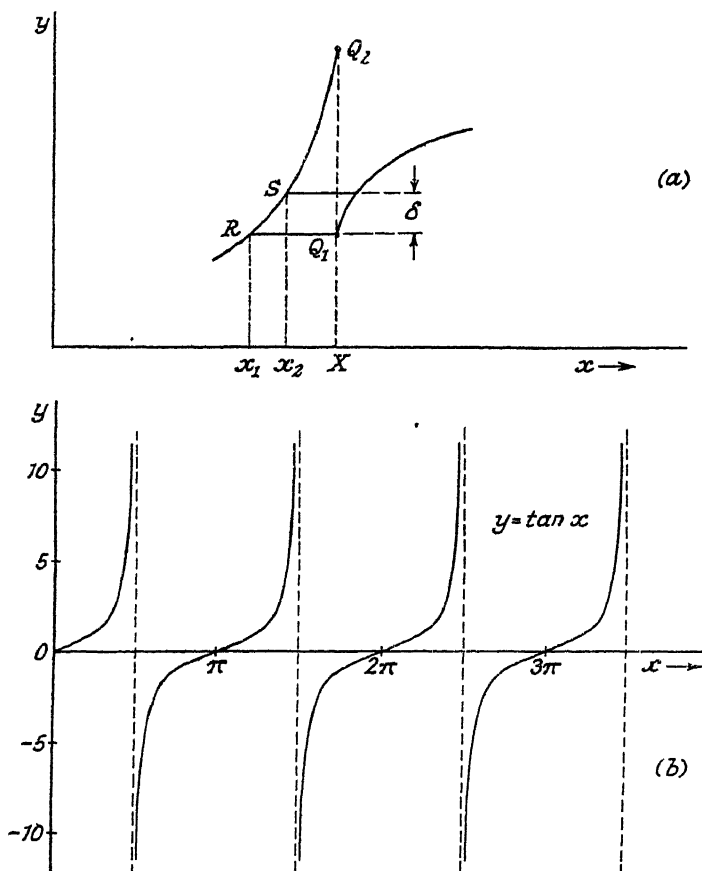 y
Q₂
(a)
S
δ
R
Q₁
x₁ x₂ X x→
y
10
y=tan x
5
0
π 2π 3π x→
-5
(b)
-10